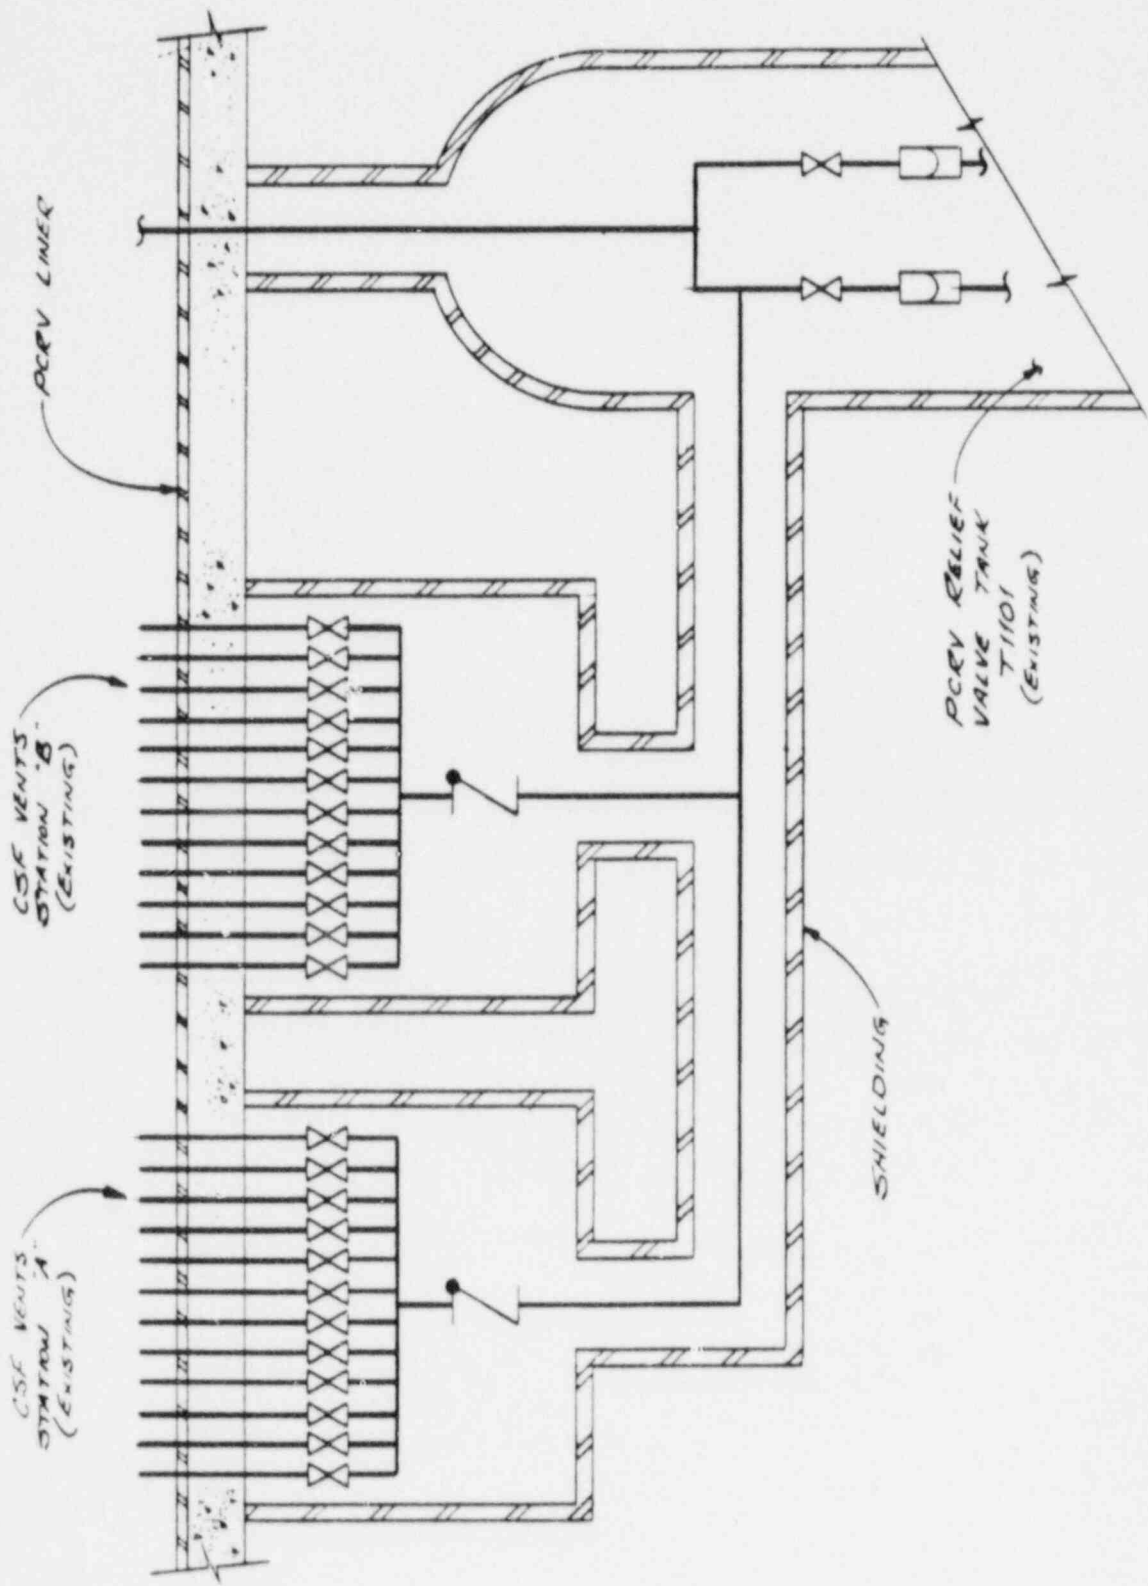 CSF VENTS
STATION "A"
(EXISTING)
CSF VENTS
STATION "B"
(EXISTING)
PCRV LINER
SHIELDING
PCRV RELIEF
VALVE TANK
T1101
(EXISTING)